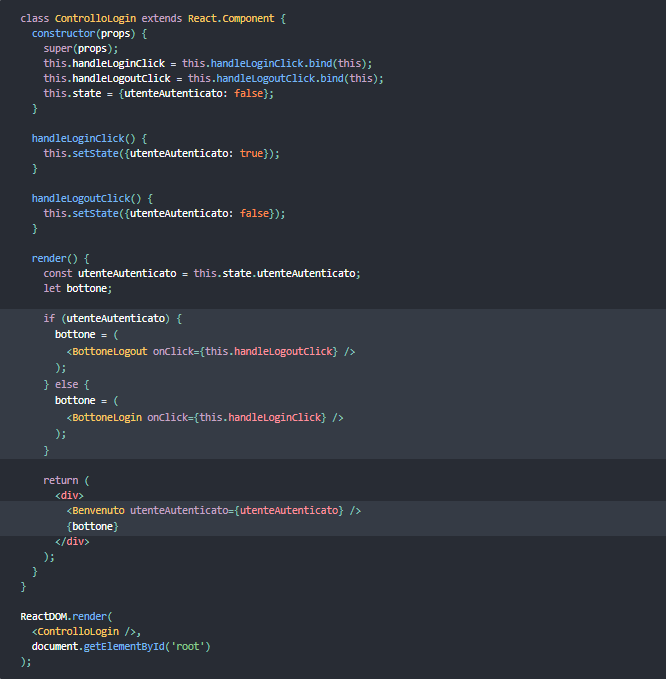 class ControlloLogin extends React.Component {
  constructor(props) {
    super(props);
    this.handleLoginClick = this.handleLoginClick.bind(this);
    this.handleLogoutClick = this.handleLogoutClick.bind(this);
    this.state = {utenteAutenticato: false};
  }

  handleLoginClick() {
    this.setState({utenteAutenticato: true});
  }

  handleLogoutClick() {
    this.setState({utenteAutenticato: false});
  }

  render() {
    const utenteAutenticato = this.state.utenteAutenticato;
    let bottone;

    if (utenteAutenticato) {
      bottone = (
        <BottoneLogout onClick={this.handleLogoutClick} />
      );
    } else {
      bottone = (
        <BottoneLogin onClick={this.handleLoginClick} />
      );
    }

    return (
      <div>
        <Benvenuto utenteAutenticato={utenteAutenticato} />
        {bottone}
      </div>
    );
  }
}

ReactDOM.render(
  <ControlloLogin />,
  document.getElementById('root')
);